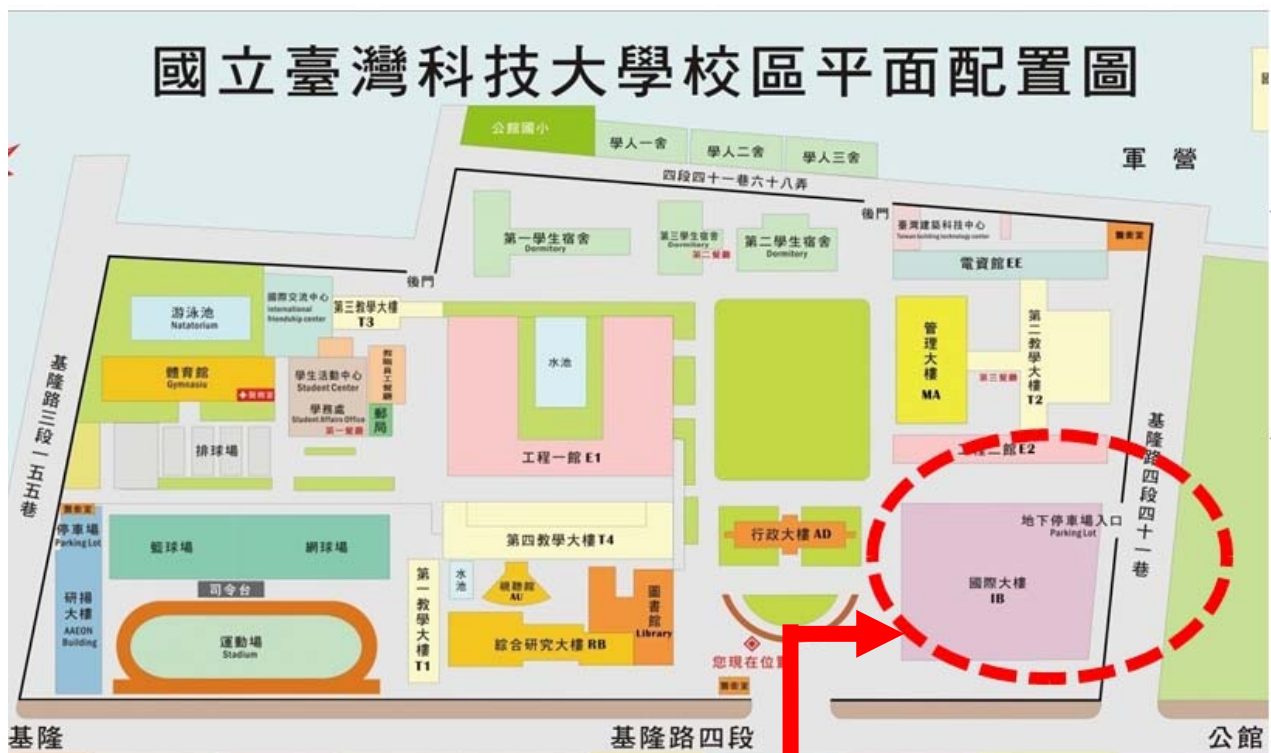 國立臺灣科技大學校區平面配置圖
公館國小
學人一舍
學人二舍
學人三舍
軍 營
四段四十一巷六十八弄
後門
第一學生宿舍
Dormitory
第三學生宿舍
Dormitory
第二餐廳
第二學生宿舍
Dormitory
後門
臺灣建築科技中心
Taiwan building technology center
警衛室
電資館 EE
游泳池
Natatorium
國際交流中心
international
friendship center
第三教學大樓
T3
水池
管理大樓
MA
第三餐廳
第二教學大樓
T2
體育館
Gymnasiu
學生活動中心
Student Center
學務處
Student Affairs Office
第一餐廳
教職員工餐廳
郵局
基隆路三段一五五巷
排球場
工程一館 E1
工程二館 E2
基隆路四段四十一巷
警衛室
停車場
Parking Lot
籃球場
網球場
第四教學大樓 T4
行政大樓 AD
地下停車場入口
Parking Lot
國際大樓
IB
研揚大樓
AAEON
Building
司令台
運動場
Stadium
第一教學大樓
T1
水池
視聽館
AU
圖書館
Library
綜合研究大樓 RB
您現在位
警衛室
基隆
基隆路四段
公館